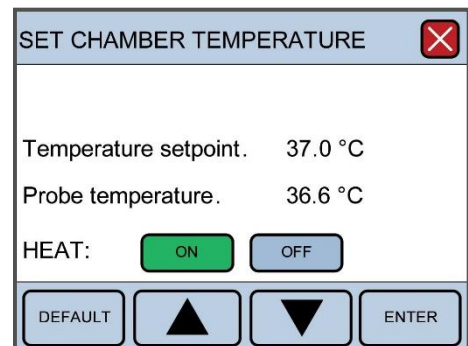 SET CHAMBER TEMPERATURE
Temperature setpoint. 37.0 °C
Probe temperature. 36.6 °C
HEAT: ON OFF
DEFAULT ENTER